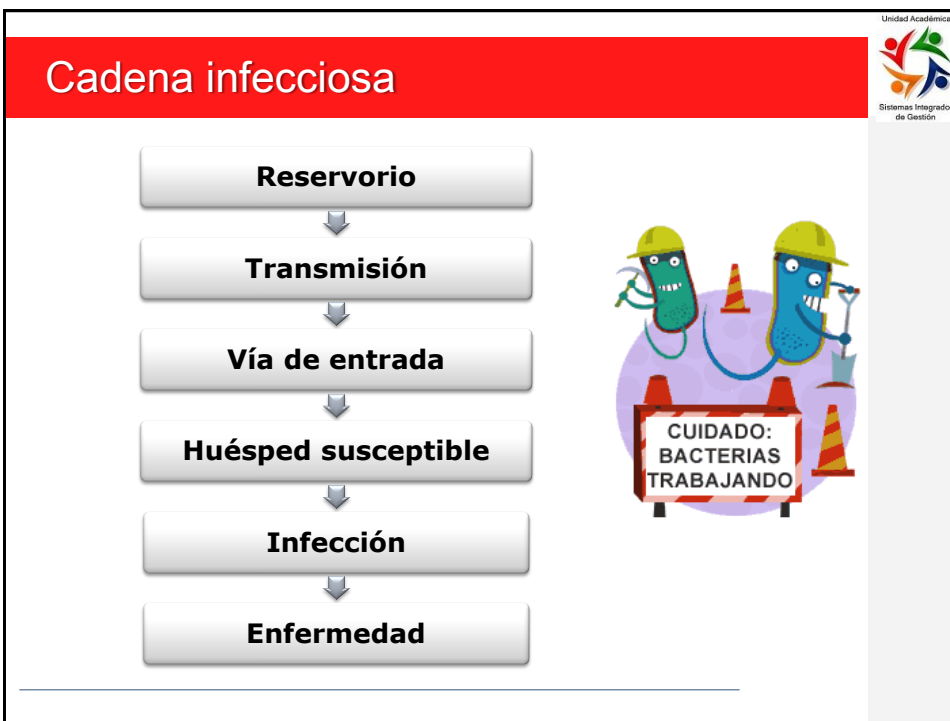 Unidad Académica
Cadena infecciosa
Sistemas Integrado
de Gestión
Reservorio
Transmisión
Vía de entrada
Huésped susceptible
Infección
Enfermedad
CUIDADO:
BACTERIAS
TRABAJANDO